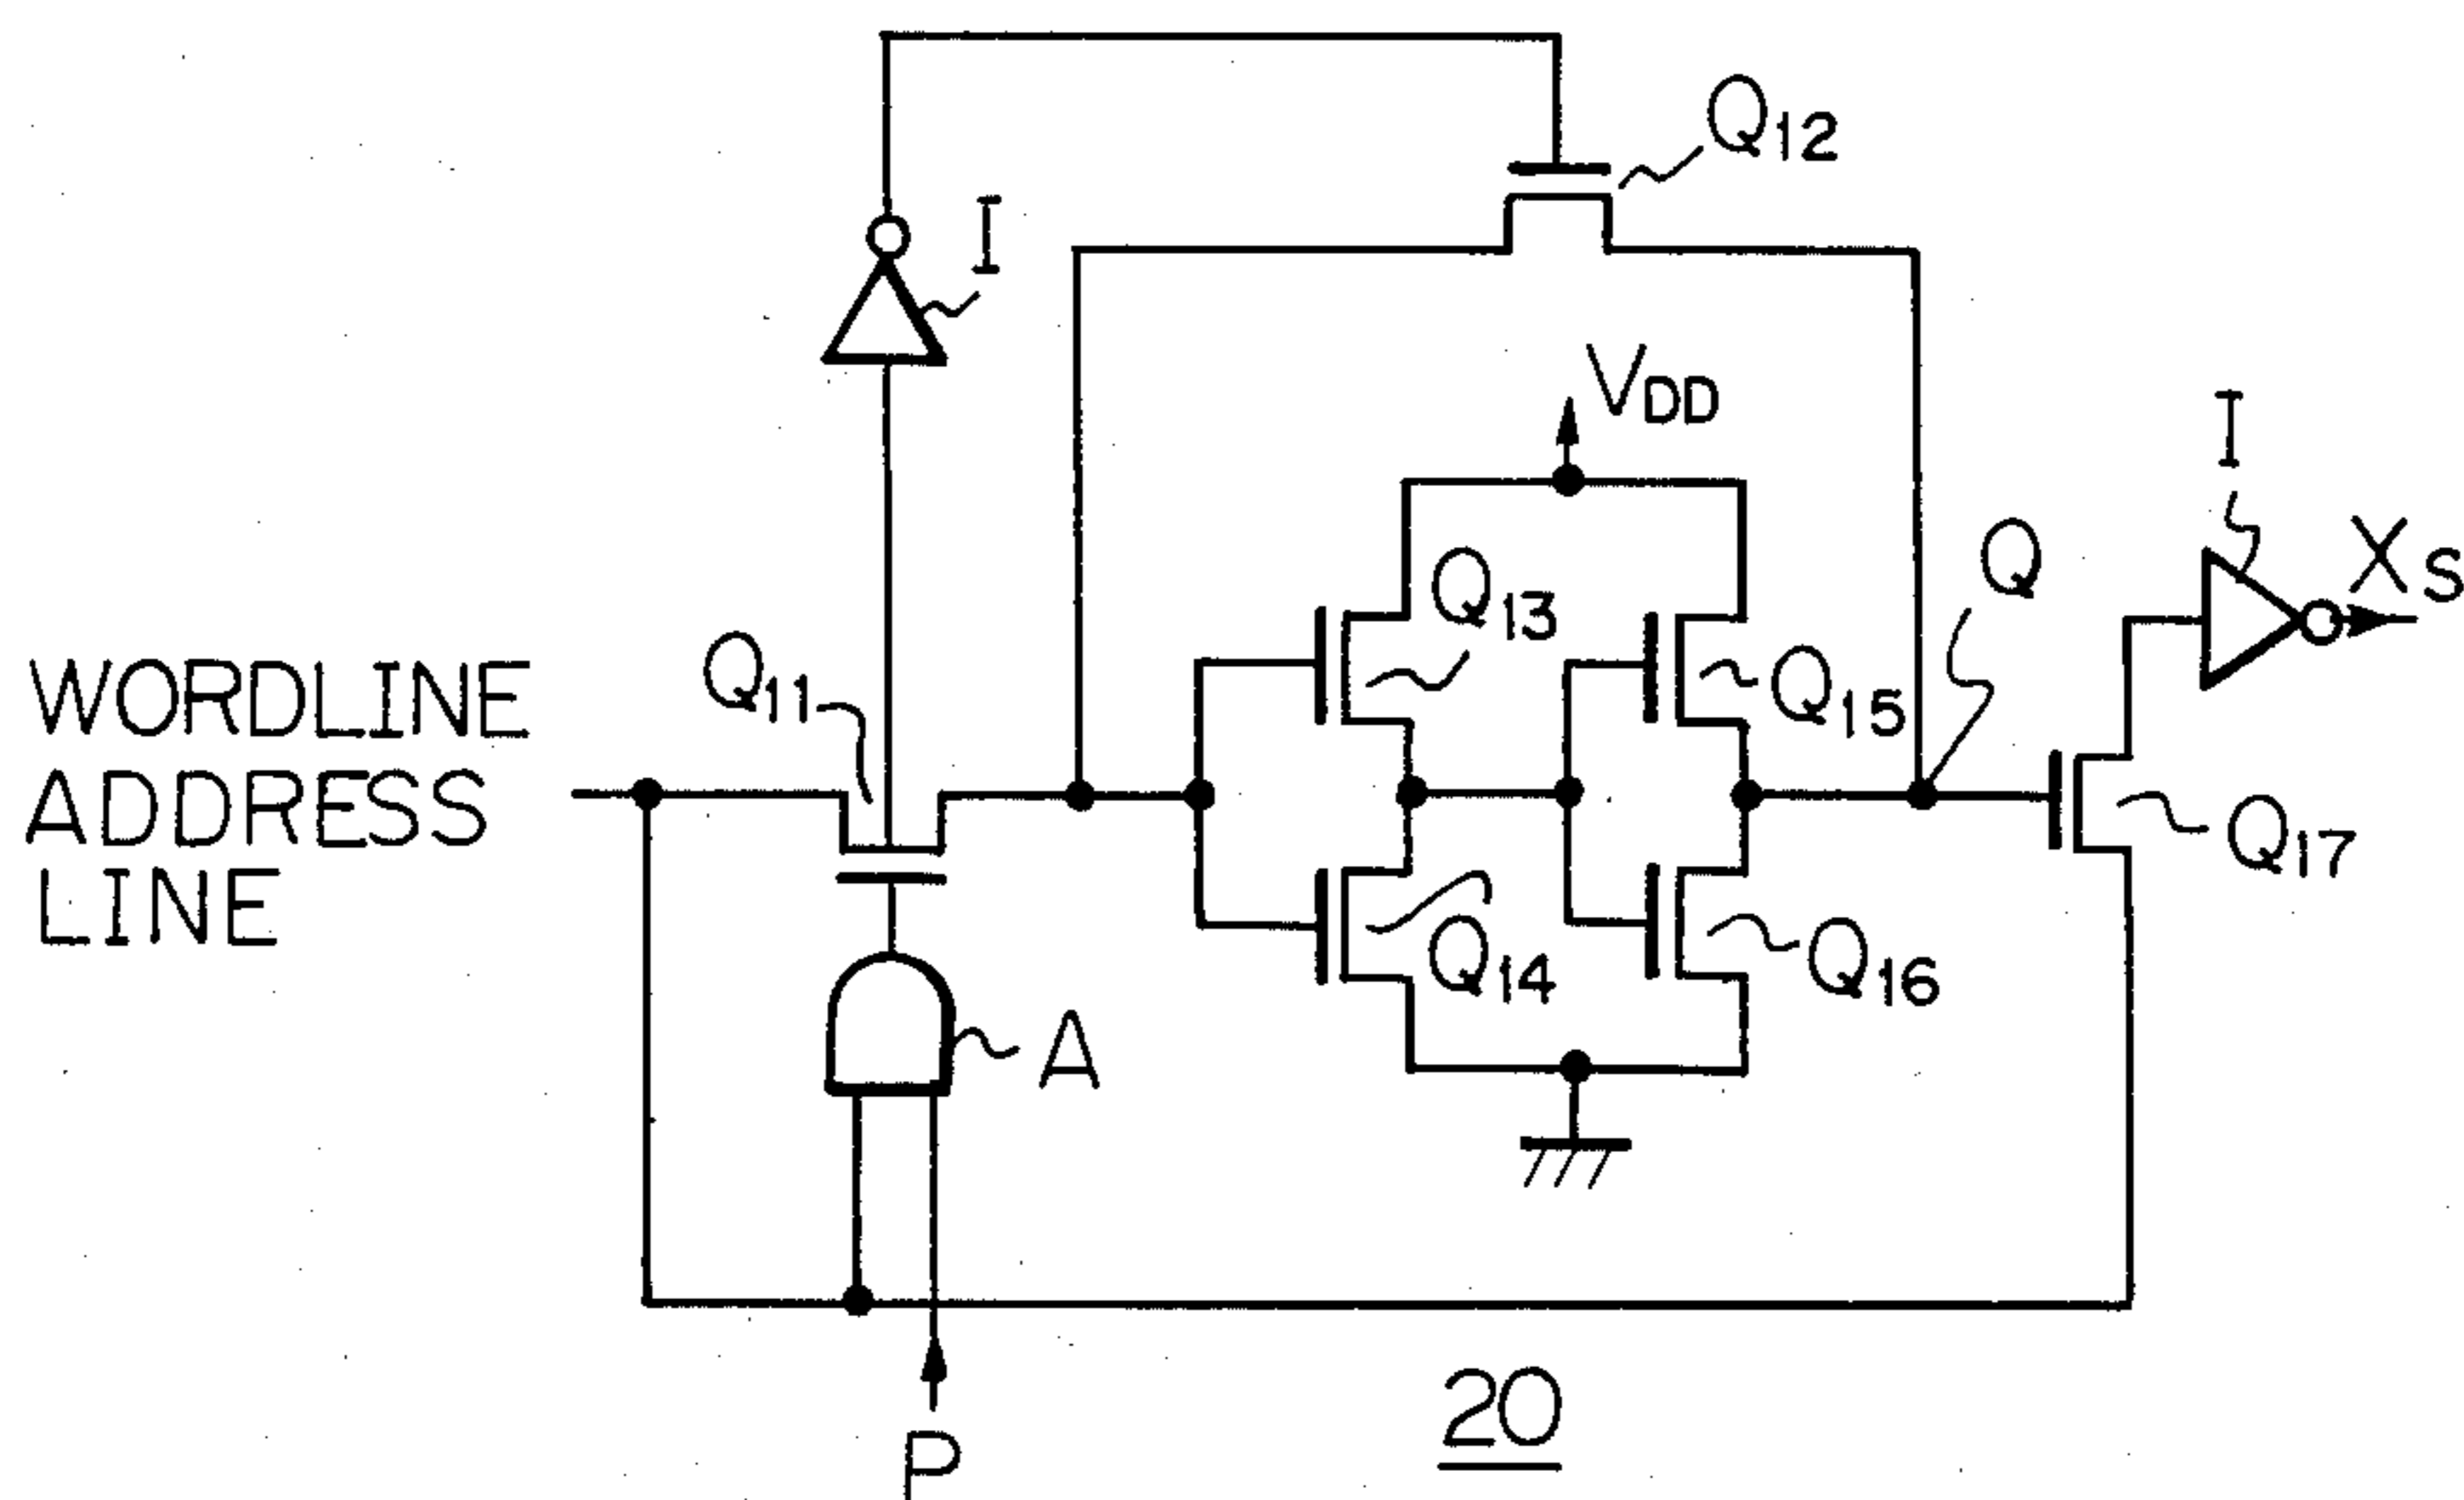 Q12
I
VDD
I
Q
XS
Q13
Q11
Q15
WORDLINE
ADDRESS
LINE
Q17
Q14
Q16
A
20
P